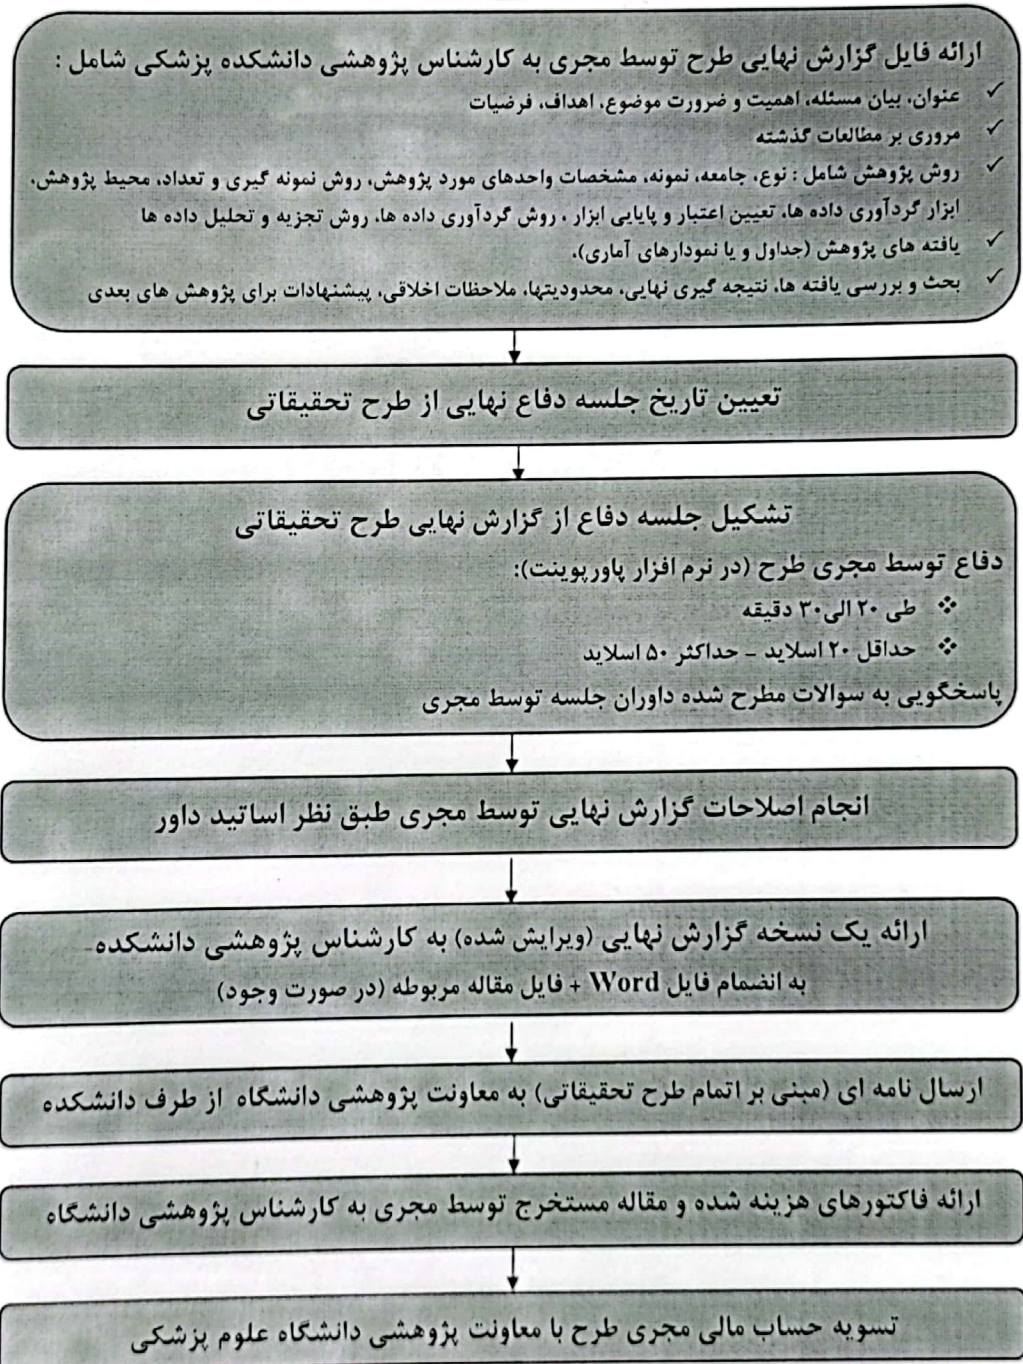 ارائه فایل گزارش نهایی طرح توسط مجری به کارشناس پژوهشی دانشکده پزشکی شامل :
✓ عنوان، بیان مسئله، اهمیت و ضرورت موضوع، اهداف، فرضیات
✓ مروری بر مطالعات گذشته
✓ روش پژوهش شامل : نوع، جامعه، نمونه، مشخصات واحدهای مورد پژوهش، روش نمونه گیری و تعداد، محیط پژوهش،
ابزار گردآوری داده ها، تعیین اعتبار و پایایی ابزار ، روش گردآوری داده ها، روش تجزیه و تحلیل داده ها
✓ یافته های پژوهش (جداول و یا نمودارهای آماری).
✓ بحث و بررسی یافته ها، نتیجه گیری نهایی، محدودیتها، ملاحظات اخلاقی، پیشنهادات برای پژوهش های بعدی
تعیین تاریخ جلسه دفاع نهایی از طرح تحقیقاتی
تشکیل جلسه دفاع از گزارش نهایی طرح تحقیقاتی
دفاع توسط مجری طرح (در نرم افزار پاورپوینت):
❖ طی ۲۰ الی۳۰ دقیقه
❖ حداقل ۲۰ اسلاید - حداکثر ۵۰ اسلاید
پاسخگویی به سوالات مطرح شده داوران جلسه توسط مجری
انجام اصلاحات گزارش نهایی توسط مجری طبق نظر اساتید داور
ارائه یک نسخه گزارش نهایی (ویرایش شده) به کارشناس پژوهشی دانشکده
به انضمام فایل Word + فایل مقاله مربوطه (در صورت وجود)
ارسال نامه ای (مبنی بر اتمام طرح تحقیقاتی) به معاونت پژوهشی دانشگاه از طرف دانشکده
ارائه فاکتورهای هزینه شده و مقاله مستخرج توسط مجری به کارشناس پژوهشی دانشگاه
تسویه حساب مالی مجری طرح با معاونت پژوهشی دانشگاه علوم پزشکی